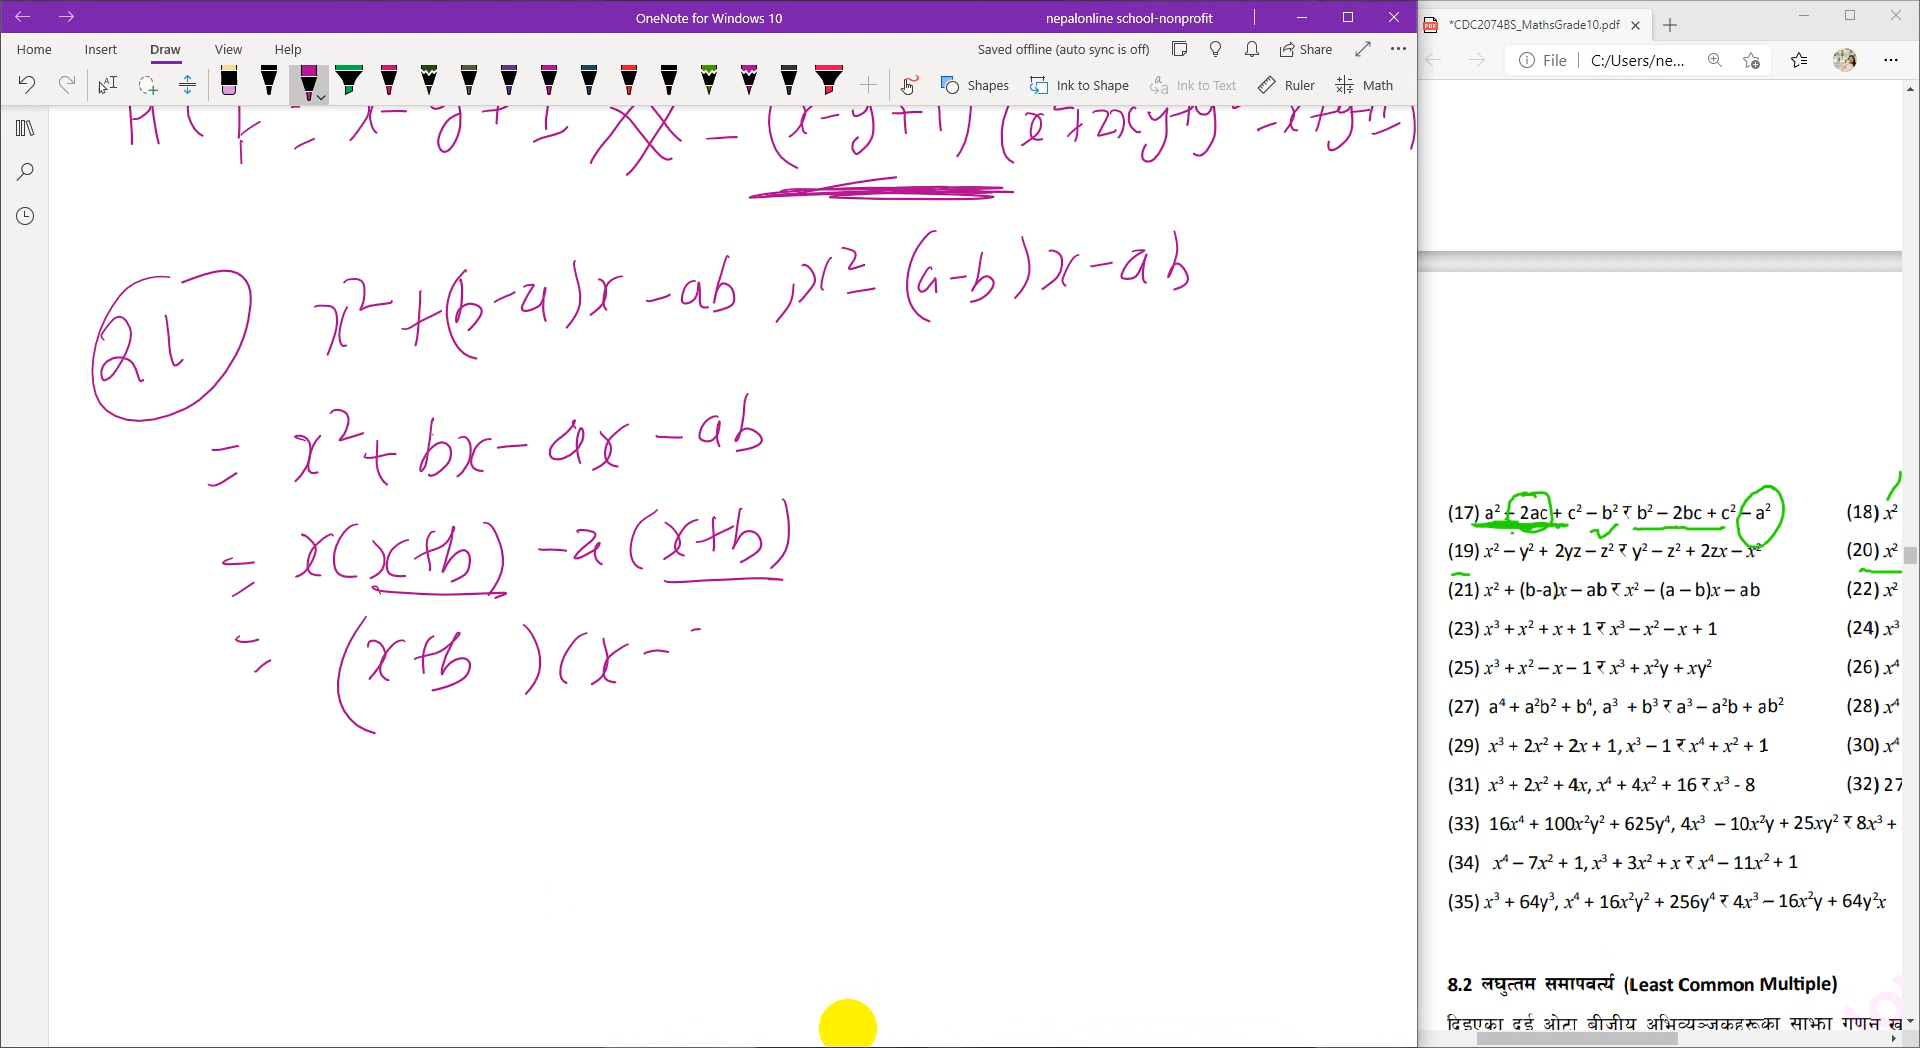 OneNote for Windows 10
nepalonline school-nonprofit
Home Insert Draw View Help
Saved offline (auto sync is off)
Share
Shapes Ink to Shape Ink to Text Ruler Math
21 x² + (b-a)x - ab , x² - (a-b)x - ab
= x² + bx - ax - ab
= x(x+b) - a(x+b)
= (x+b)(x -
*CDC2074BS_MathsGrade10.pdf
File C:/Users/ne...
(17) a² – 2ac + c² – b² र b² – 2bc + c² – a² (18) x²
(19) x² – y² + 2yz – z² र y² – z² + 2zx – x² (20) x²
(21) x² + (b-a)x – ab र x² – (a – b)x – ab (22) x²
(23) x³ + x² + x + 1 र x³ – x² – x + 1 (24) x³
(25) x³ + x² – x – 1 र x³ + x²y + xy² (26) x⁴
(27) a⁴ + a²b² + b⁴, a³ + b³ र a³ – a²b + ab² (28) x⁴
(29) x³ + 2x² + 2x + 1, x³ – 1 र x⁴ + x² + 1 (30) x⁴
(31) x³ + 2x² + 4x, x⁴ + 4x² + 16 र x³ - 8 (32) 27
(33) 16x⁴ + 100x²y² + 625y⁴, 4x³ – 10x²y + 25xy² र 8x³ +
(34) x⁴ – 7x² + 1, x³ + 3x² + x र x⁴ – 11x² + 1
(35) x³ + 64y³, x⁴ + 16x²y² + 256y⁴ र 4x³ – 16x²y + 64y²x
8.2 लघुत्तम समापवर्त्य (Least Common Multiple)
दिइएका दुई ओटा बीजीय अभिव्यञ्जकहरूका साझा गुणन ख